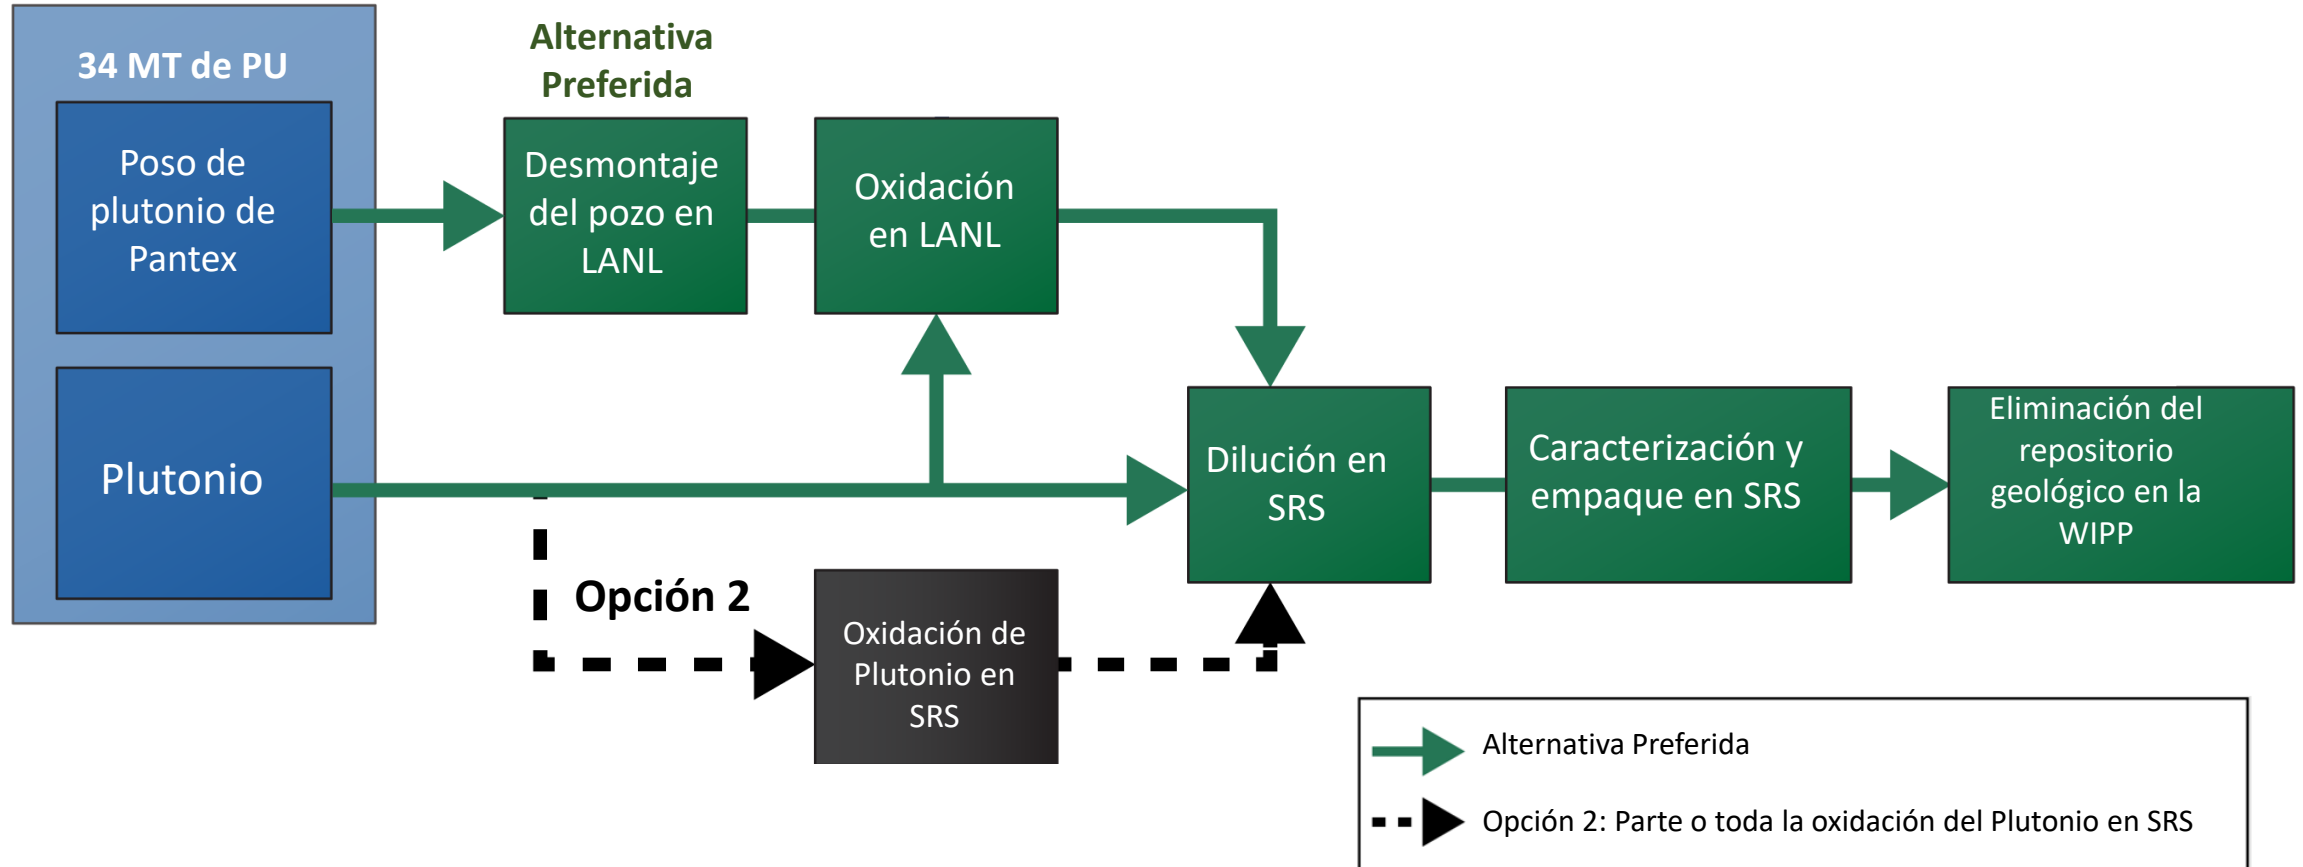 34 MT de PU
Poso de
plutonio de
Pantex
Plutonio
Alternativa
Preferida
Desmontaje
del pozo en
LANL
Oxidación
en LANL
Opción 2
Oxidación de
Plutonio en
SRS
Dilución en
SRS
Caracterización y
empaque en SRS
Eliminación del
repositorio
geológico en la
WIPP
Alternativa Preferida
Opción 2: Parte o toda la oxidación del Plutonio en SRS